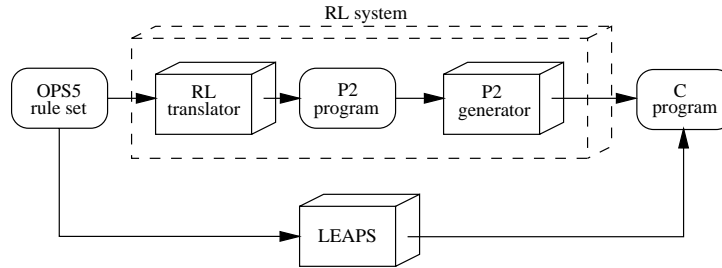 RL system
OPS5
rule set
RL
translator
P2
program
P2
generator
C
program
LEAPS